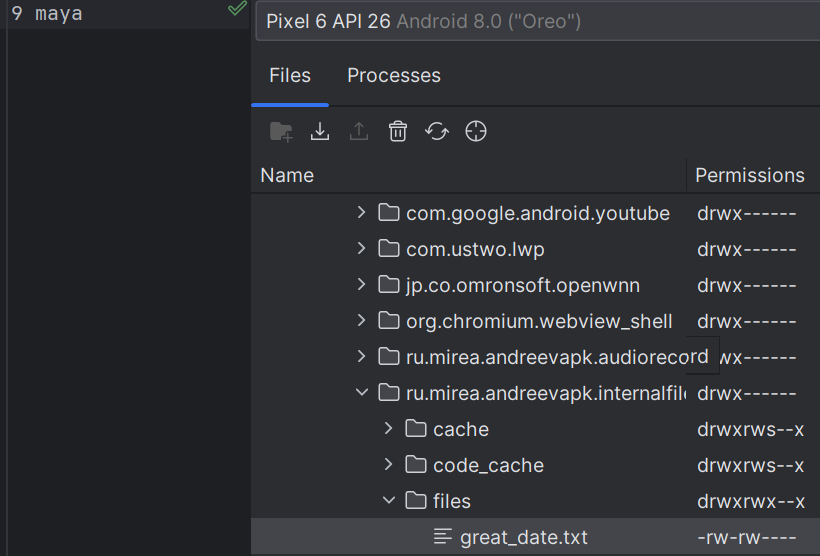 9 maya
Pixel 6 API 26 Android 8.0 ("Oreo")
Files Processes
Name Permissions
com.google.android.youtube drwx------
com.ustwo.lwp drwx------
jp.co.omronsoft.openwnn drwx------
org.chromium.webview_shell drwx------
ru.mirea.andreevapk.audiorecord wx------
ru.mirea.andreevapk.internalfil drwx------
cache drwxrws--x
code_cache drwxrws--x
files drwxrwx--x
great_date.txt -rw-rw----